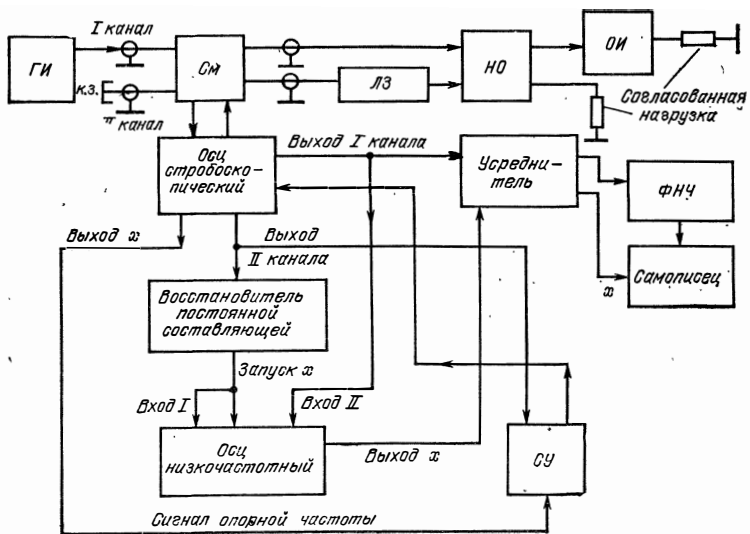 I канал
ГИ
к.з.
II канал
См
ЛЗ
НО
ОИ
Согласованная
нагрузка
Осц
стробоско-
пический
Выход I канала
Усредни-
тель
ФНЧ
Самописец
x
Выход x
Выход
II канала
Восстановитель
постоянной
составляющей
Запуск x
Вход I
Вход II
Осц
низкочастотный
Выход x
СУ
Сигнал опорной частоты